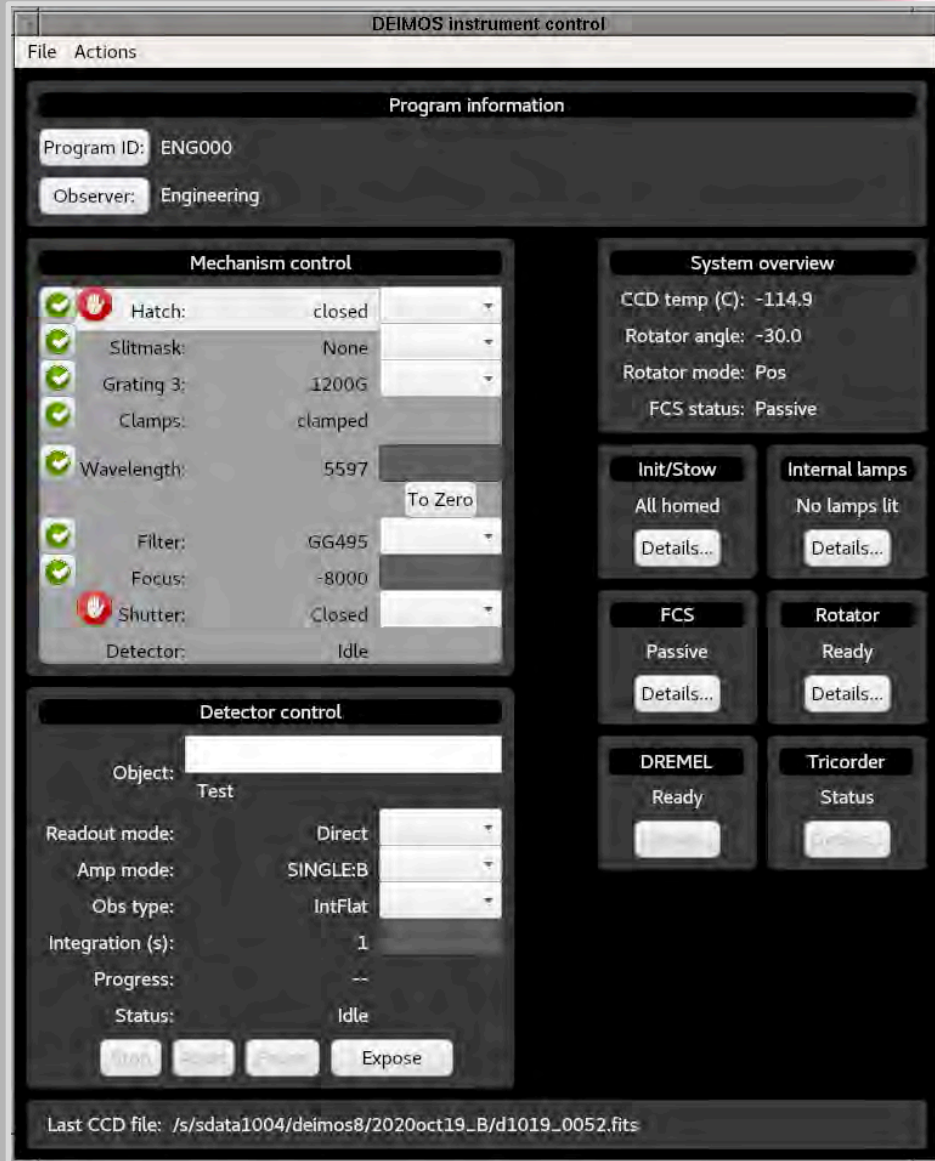 DEIMOS instrument control
File Actions
Program information
Program ID: ENG000
Observer: Engineering
Mechanism control
Hatch: closed
Slitmask: None
Grating 3: 1200G
Clamps: clamped
Wavelength: 5597
To Zero
Filter: GG495
Focus: -8000
Shutter: Closed
Detector: Idle
System overview
CCD temp (C): -114.9
Rotator angle: -30.0
Rotator mode: Pos
FCS status: Passive
Init/Stow Internal lamps
All homed No lamps lit
Details... Details...
FCS Rotator
Passive Ready
Details... Details...
DREMEL Tricorder
Ready Status
Detector control
Object:
Test
Readout mode: Direct
Amp mode: SINGLE:B
Obs type: IntFlat
Integration (s): 1
Progress: --
Status: Idle
Stop Expose
Last CCD file: /s/sdata1004/deimos8/2020oct19_B/d1019_0052.fits